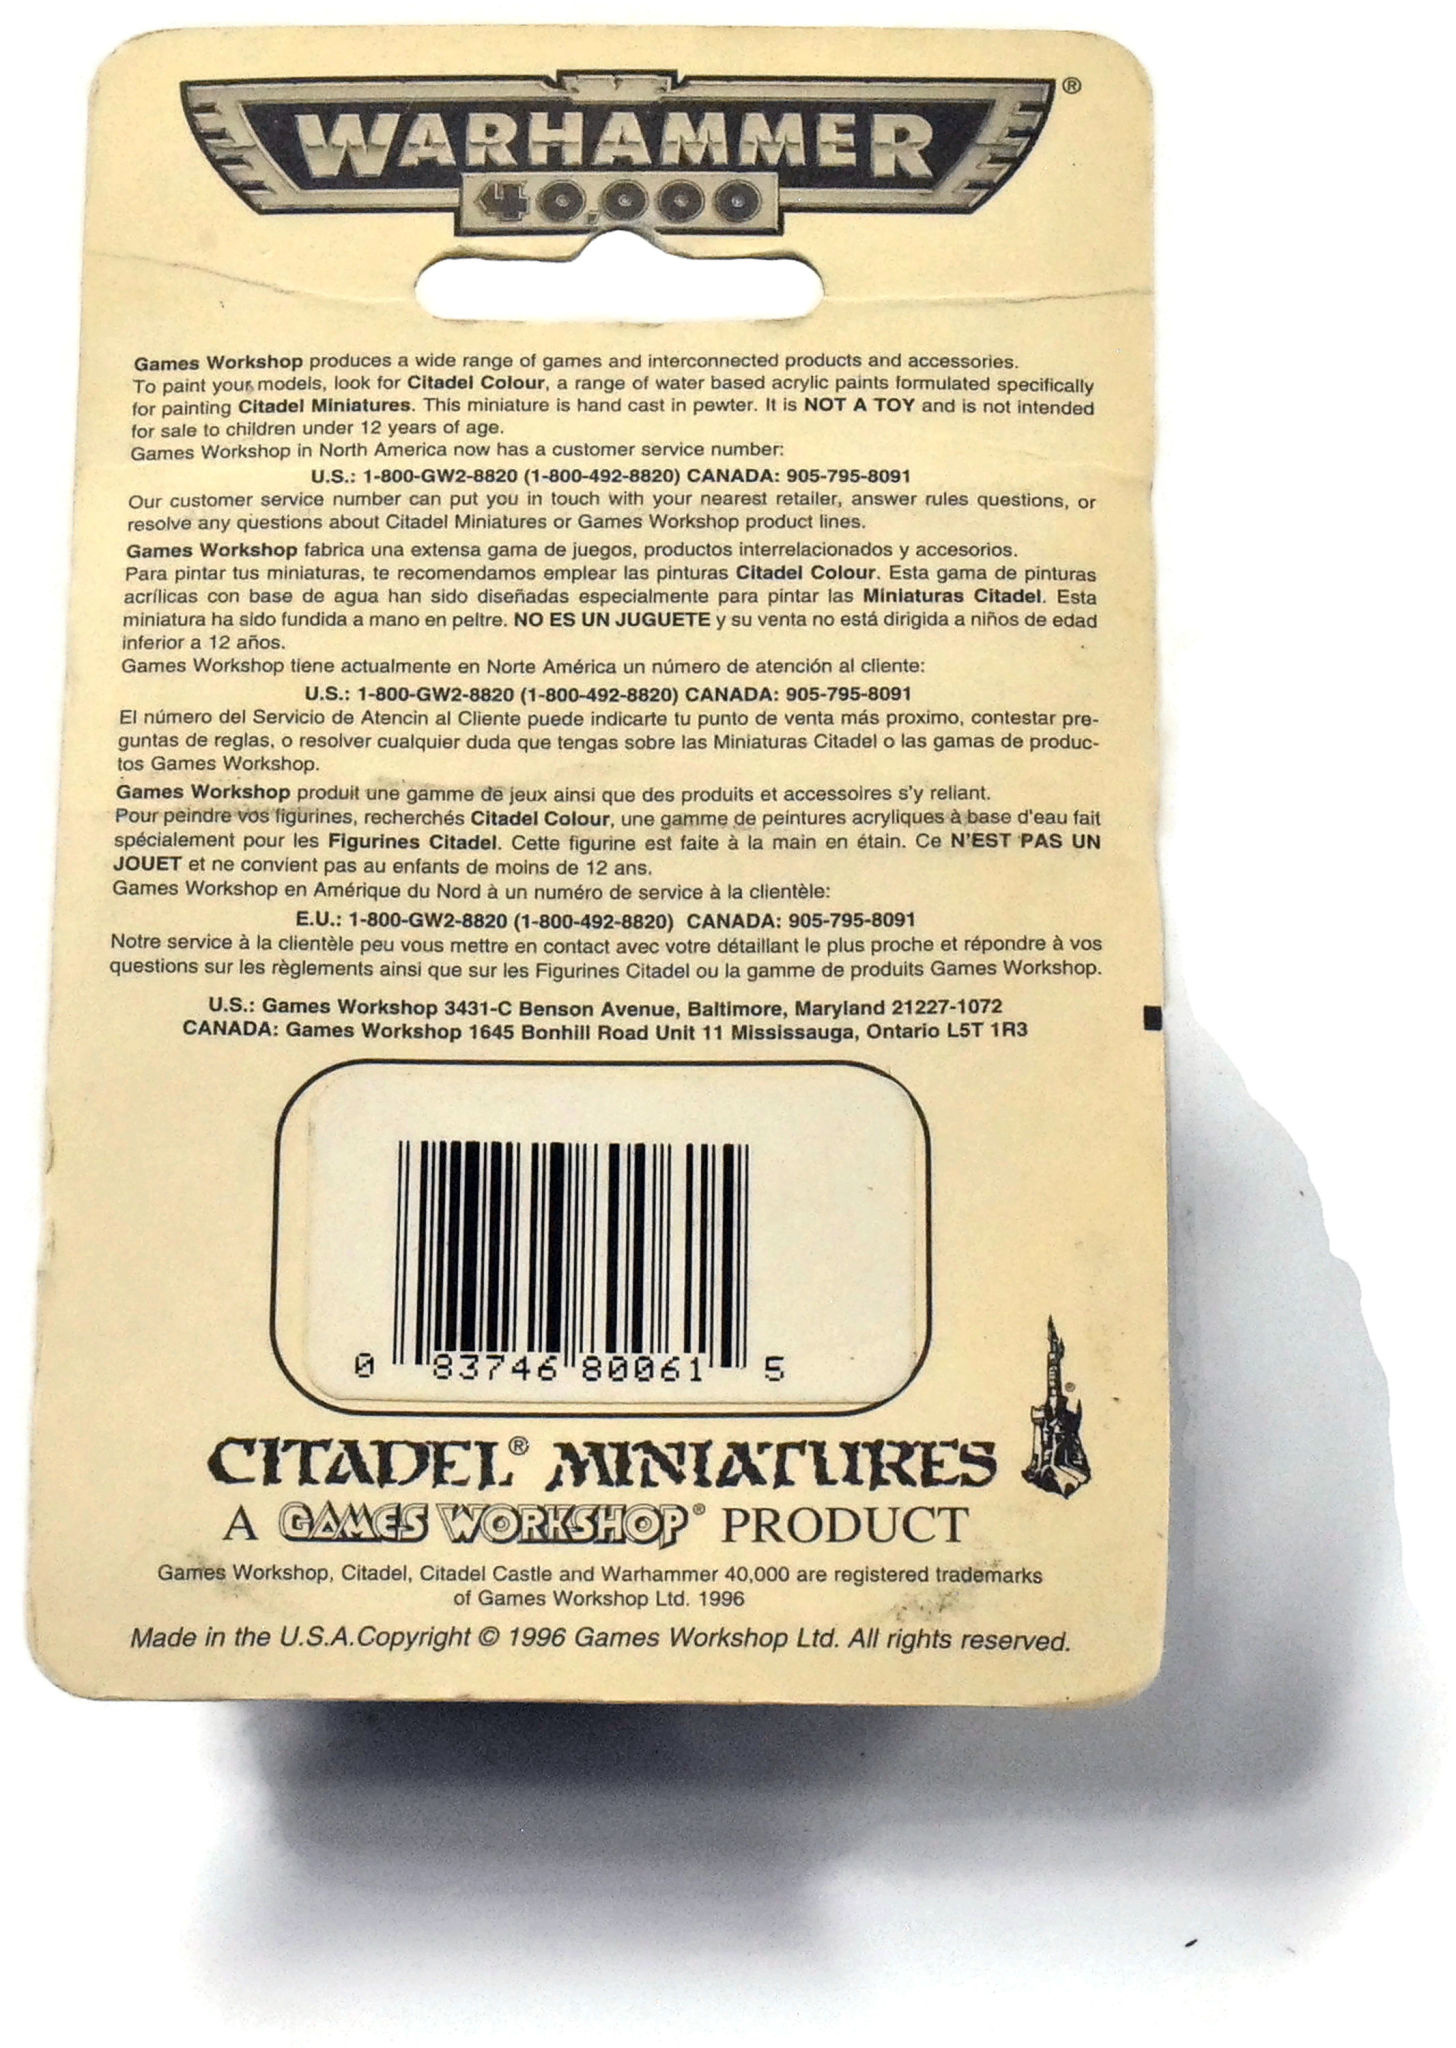 WARHAMMER ®
40,000
Games Workshop produces a wide range of games and interconnected products and accessories.
To paint your models, look for Citadel Colour, a range of water based acrylic paints formulated specifically
for painting Citadel Miniatures. This miniature is hand cast in pewter. It is NOT A TOY and is not intended
for sale to children under 12 years of age.
Games Workshop in North America now has a customer service number:
U.S.: 1-800-GW2-8820 (1-800-492-8820) CANADA: 905-795-8091
Our customer service number can put you in touch with your nearest retailer, answer rules questions, or
resolve any questions about Citadel Miniatures or Games Workshop product lines.
Games Workshop fabrica una extensa gama de juegos, productos interrelacionados y accesorios.
Para pintar tus miniaturas, te recomendamos emplear las pinturas Citadel Colour. Esta gama de pinturas
acrílicas con base de agua han sido diseñadas especialmente para pintar las Miniaturas Citadel. Esta
miniatura ha sido fundida a mano en peltre. NO ES UN JUGUETE y su venta no está dirigida a niños de edad
inferior a 12 años.
Games Workshop tiene actualmente en Norte América un número de atención al cliente:
U.S.: 1-800-GW2-8820 (1-800-492-8820) CANADA: 905-795-8091
El número del Servicio de Atencin al Cliente puede indicarte tu punto de venta más proximo, contestar pre-
guntas de reglas, o resolver cualquier duda que tengas sobre las Miniaturas Citadel o las gamas de produc-
tos Games Workshop.
Games Workshop produit une gamme de jeux ainsi que des produits et accessoires s'y reliant.
Pour peindre vos figurines, recherchés Citadel Colour, une gamme de peintures acryliques à base d'eau fait
spécialement pour les Figurines Citadel. Cette figurine est faite à la main en étain. Ce N'EST PAS UN
JOUET et ne convient pas au enfants de moins de 12 ans.
Games Workshop en Amérique du Nord à un numéro de service à la clientèle:
E.U.: 1-800-GW2-8820 (1-800-492-8820) CANADA: 905-795-8091
Notre service à la clientèle peu vous mettre en contact avec votre détaillant le plus proche et répondre à vos
questions sur les règlements ainsi que sur les Figurines Citadel ou la gamme de produits Games Workshop.
U.S.: Games Workshop 3431-C Benson Avenue, Baltimore, Maryland 21227-1072
CANADA: Games Workshop 1645 Bonhill Road Unit 11 Mississauga, Ontario L5T 1R3
0 83746 80061 5
CITADEL® MINIATURES ®
A GAMES WORKSHOP® PRODUCT
Games Workshop, Citadel, Citadel Castle and Warhammer 40,000 are registered trademarks
of Games Workshop Ltd. 1996
Made in the U.S.A. Copyright © 1996 Games Workshop Ltd. All rights reserved.